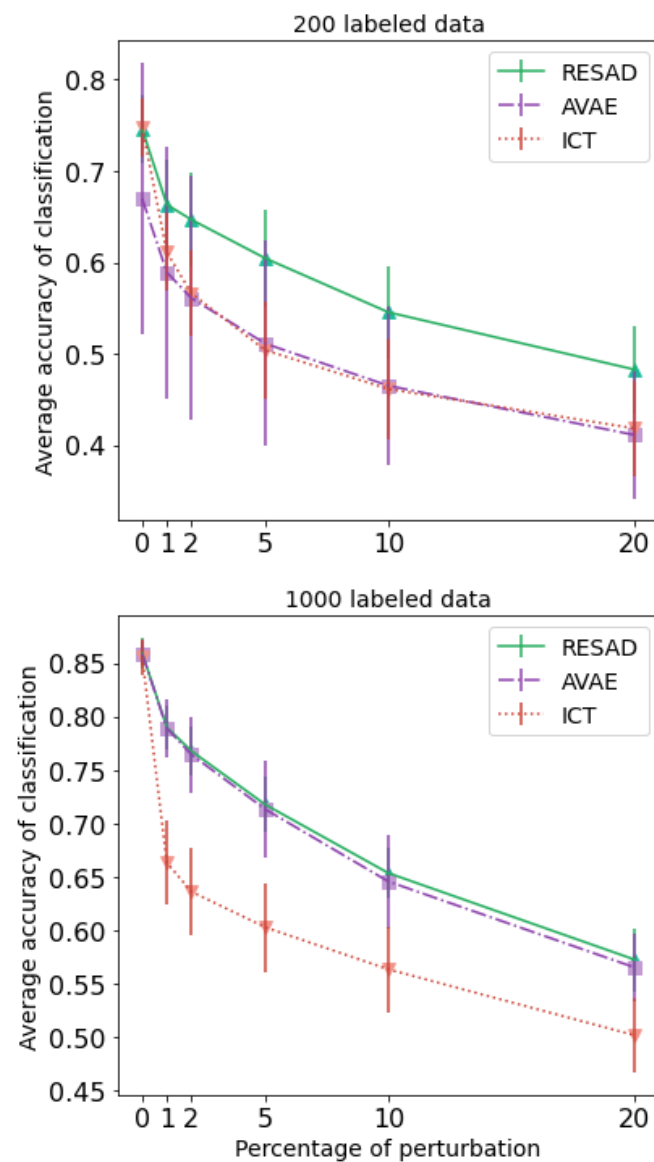 200 labeled data
Average accuracy of classification
0.8
0.7
0.6
0.5
0.4
RESAD
AVAE
ICT
0 1 2 5 10 20
1000 labeled data
Average accuracy of classification
0.85
0.80
0.75
0.70
0.65
0.60
0.55
0.50
0.45
RESAD
AVAE
ICT
0 1 2 5 10 20
Percentage of perturbation